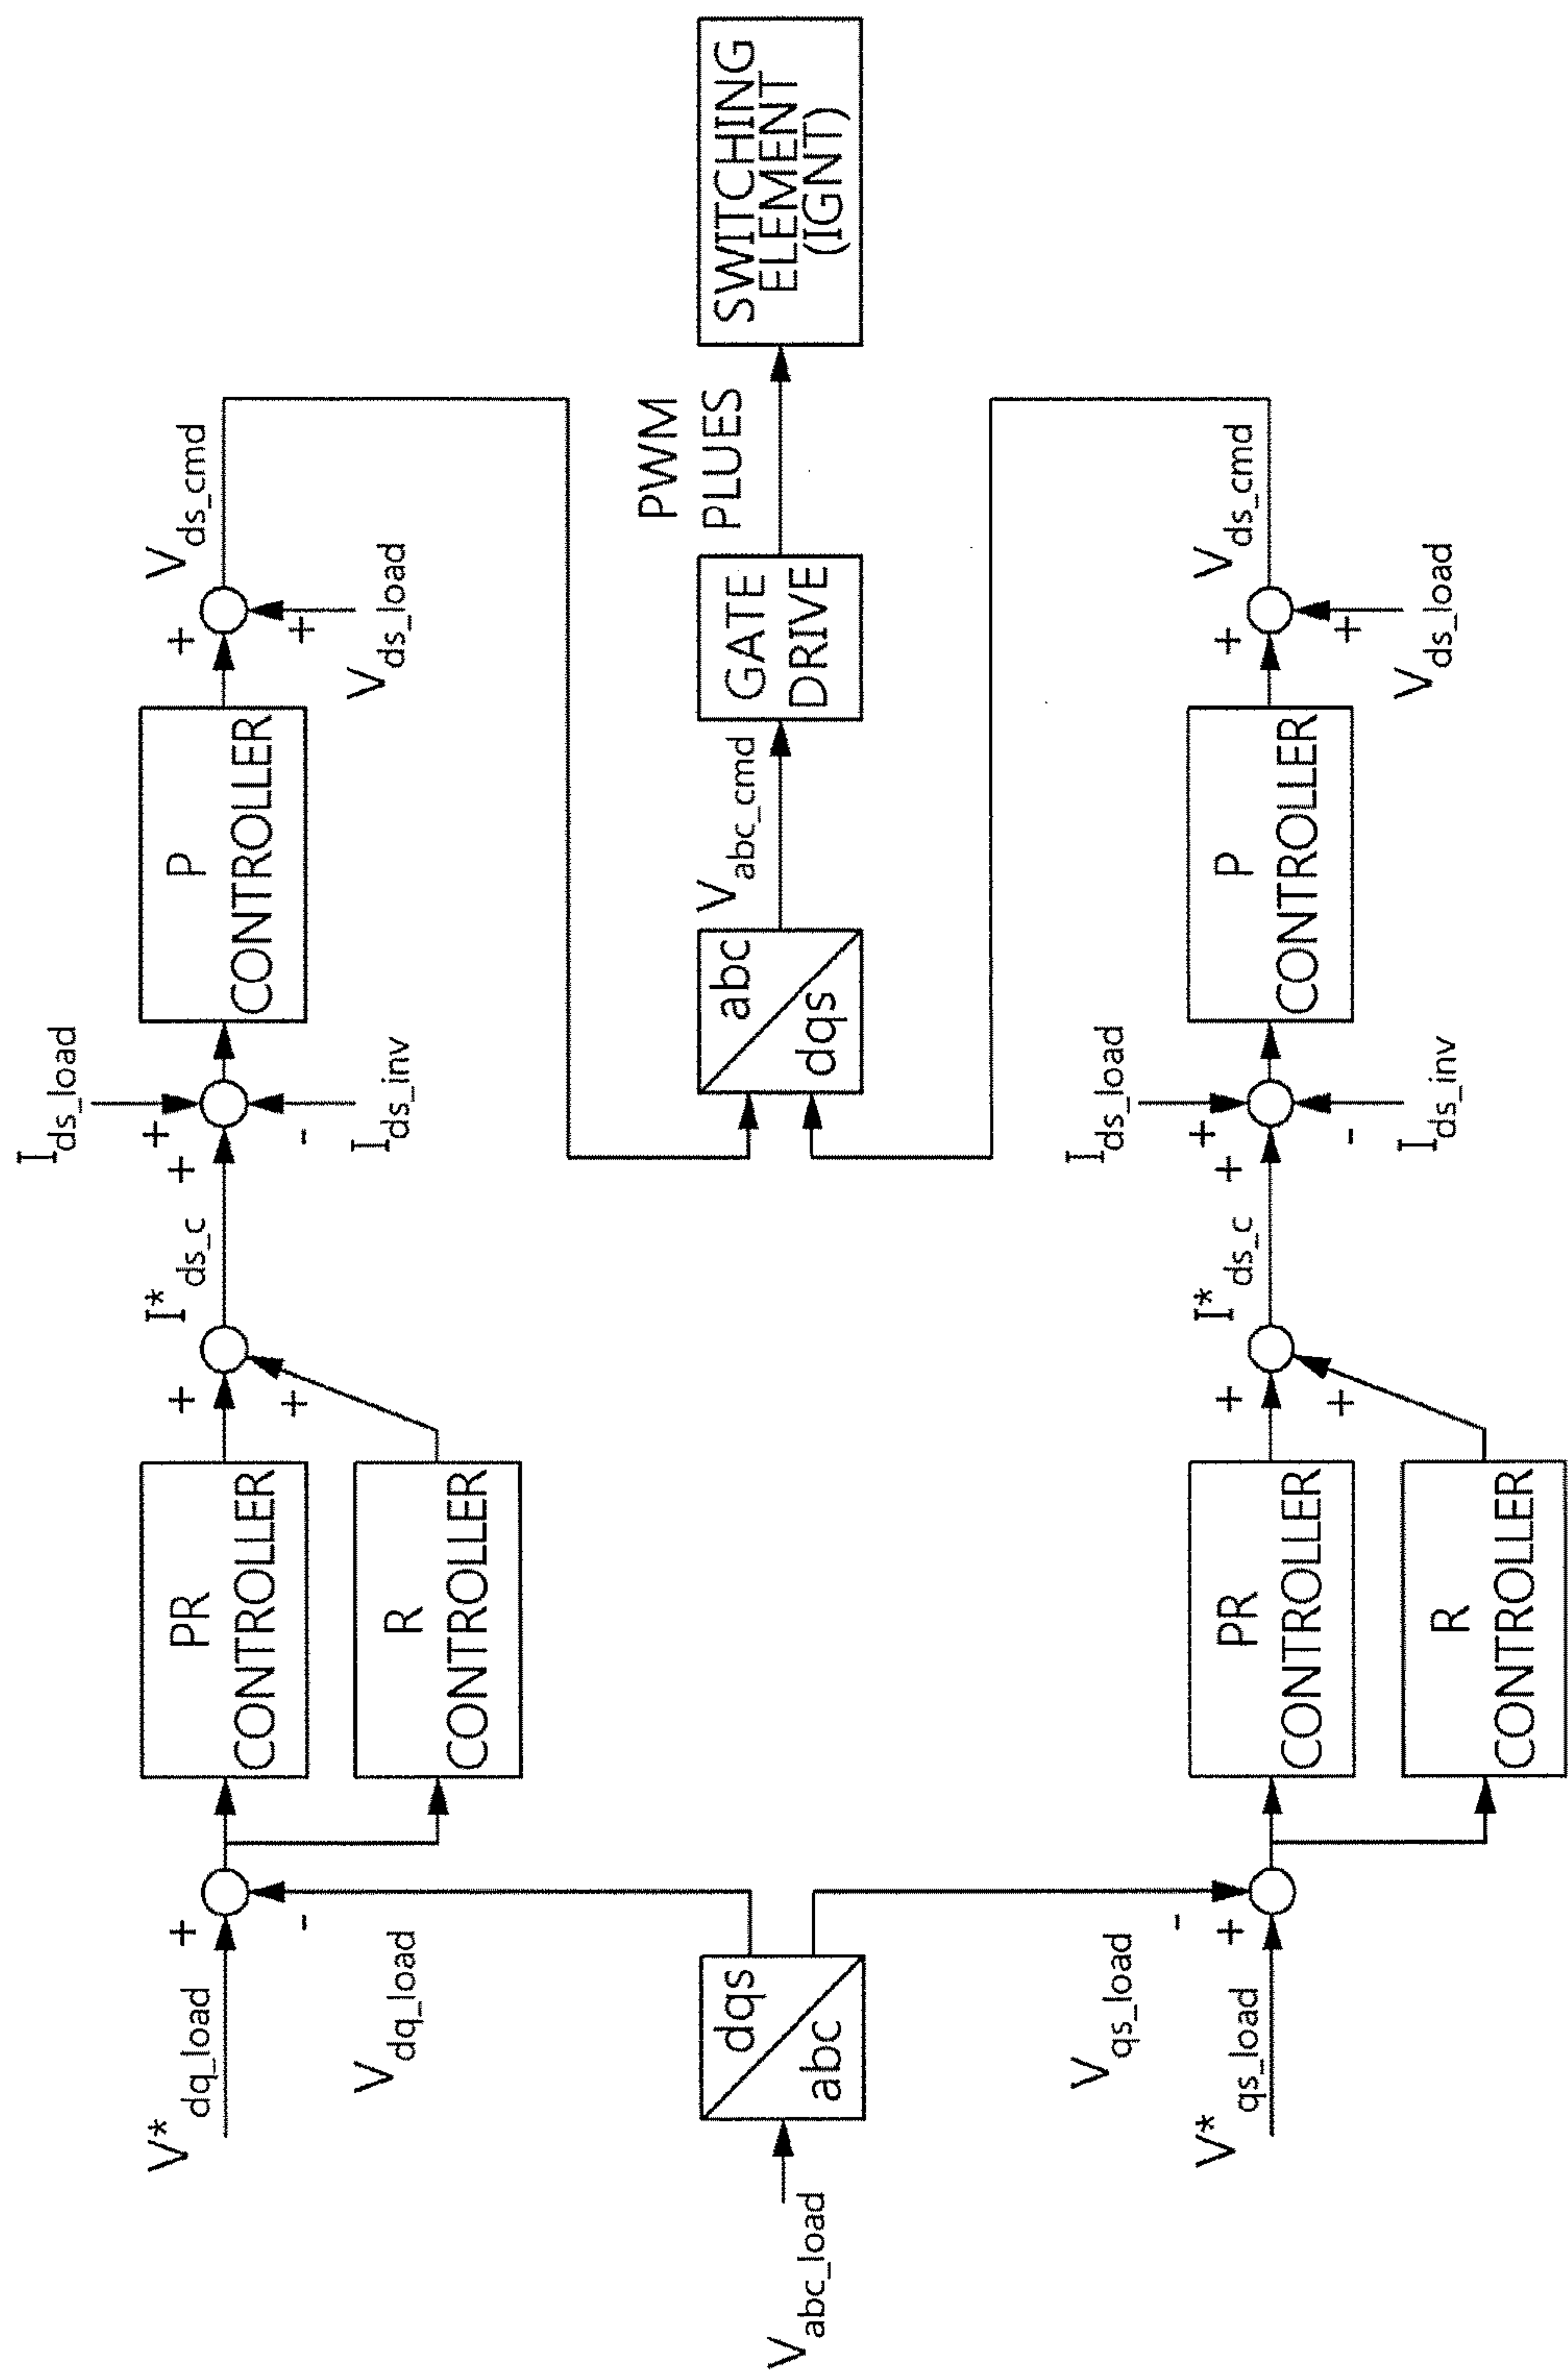 V*dq_load
+
-
Vdq_load
PR
CONTROLLER
R
CONTROLLER
+
+
I*ds_c
Ids_load
+
+
-
Ids_inv
P
CONTROLLER
+
+
Vds_load
Vds_cmd
Vabc_load
dqs
abc
abc
dqs
Vabc_cmd
GATE
DRIVE
PWM
PLUES
SWITCHING
ELEMENT
(IGNT)
Vqs_load
-
+
V*qs_load
PR
CONTROLLER
R
CONTROLLER
+
+
I*ds_c
Ids_load
+
+
-
Ids_inv
P
CONTROLLER
+
+
Vds_load
Vds_cmd